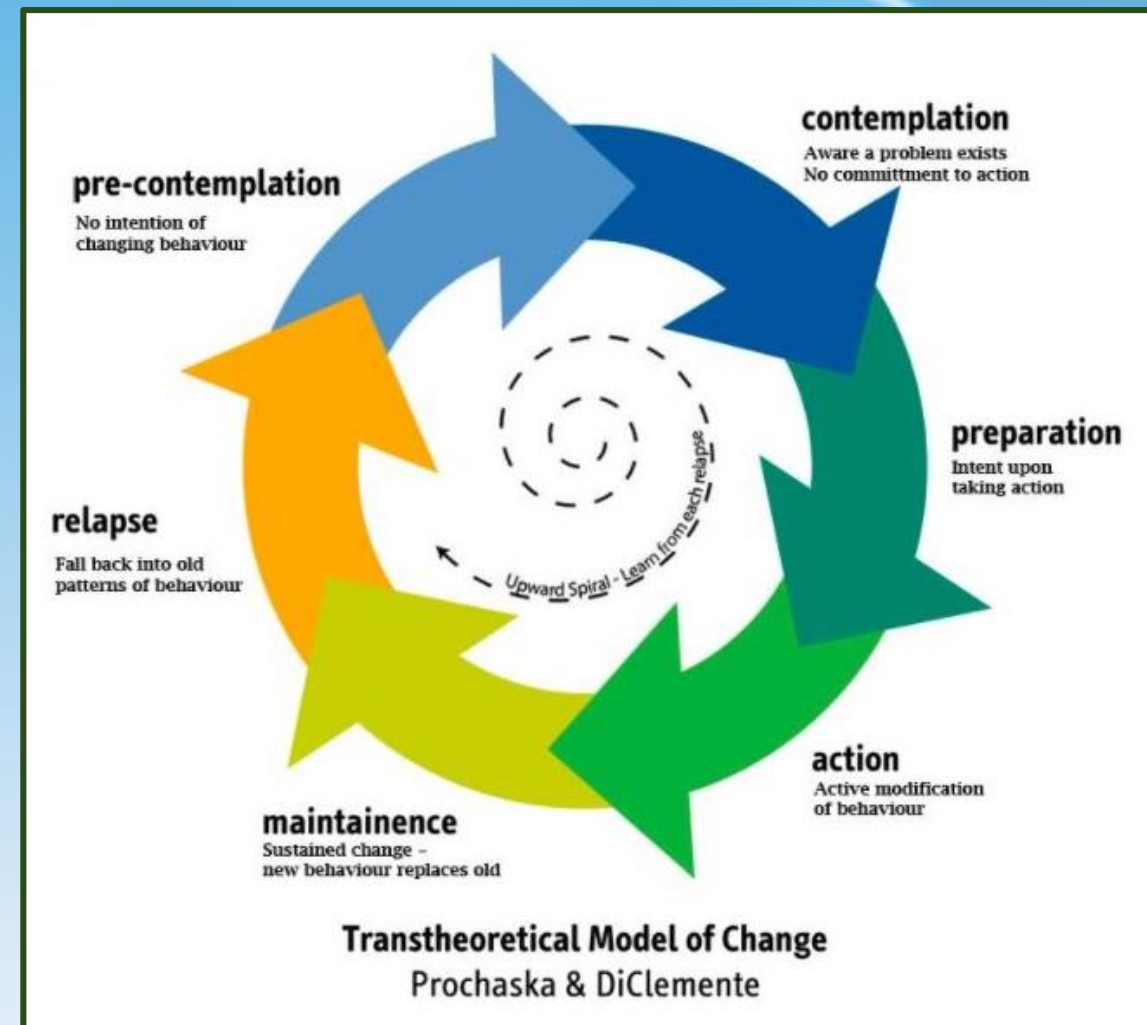 pre-contemplation
No intention of
changing behaviour
contemplation
Aware a problem exists
No committment to action
preparation
Intent upon
taking action
action
Active modification
of behaviour
maintainence
Sustained change –
new behaviour replaces old
relapse
Fall back into old
patterns of behaviour
Upward Spiral - Learn from each relapse
Transtheoretical Model of Change
Prochaska & DiClemente